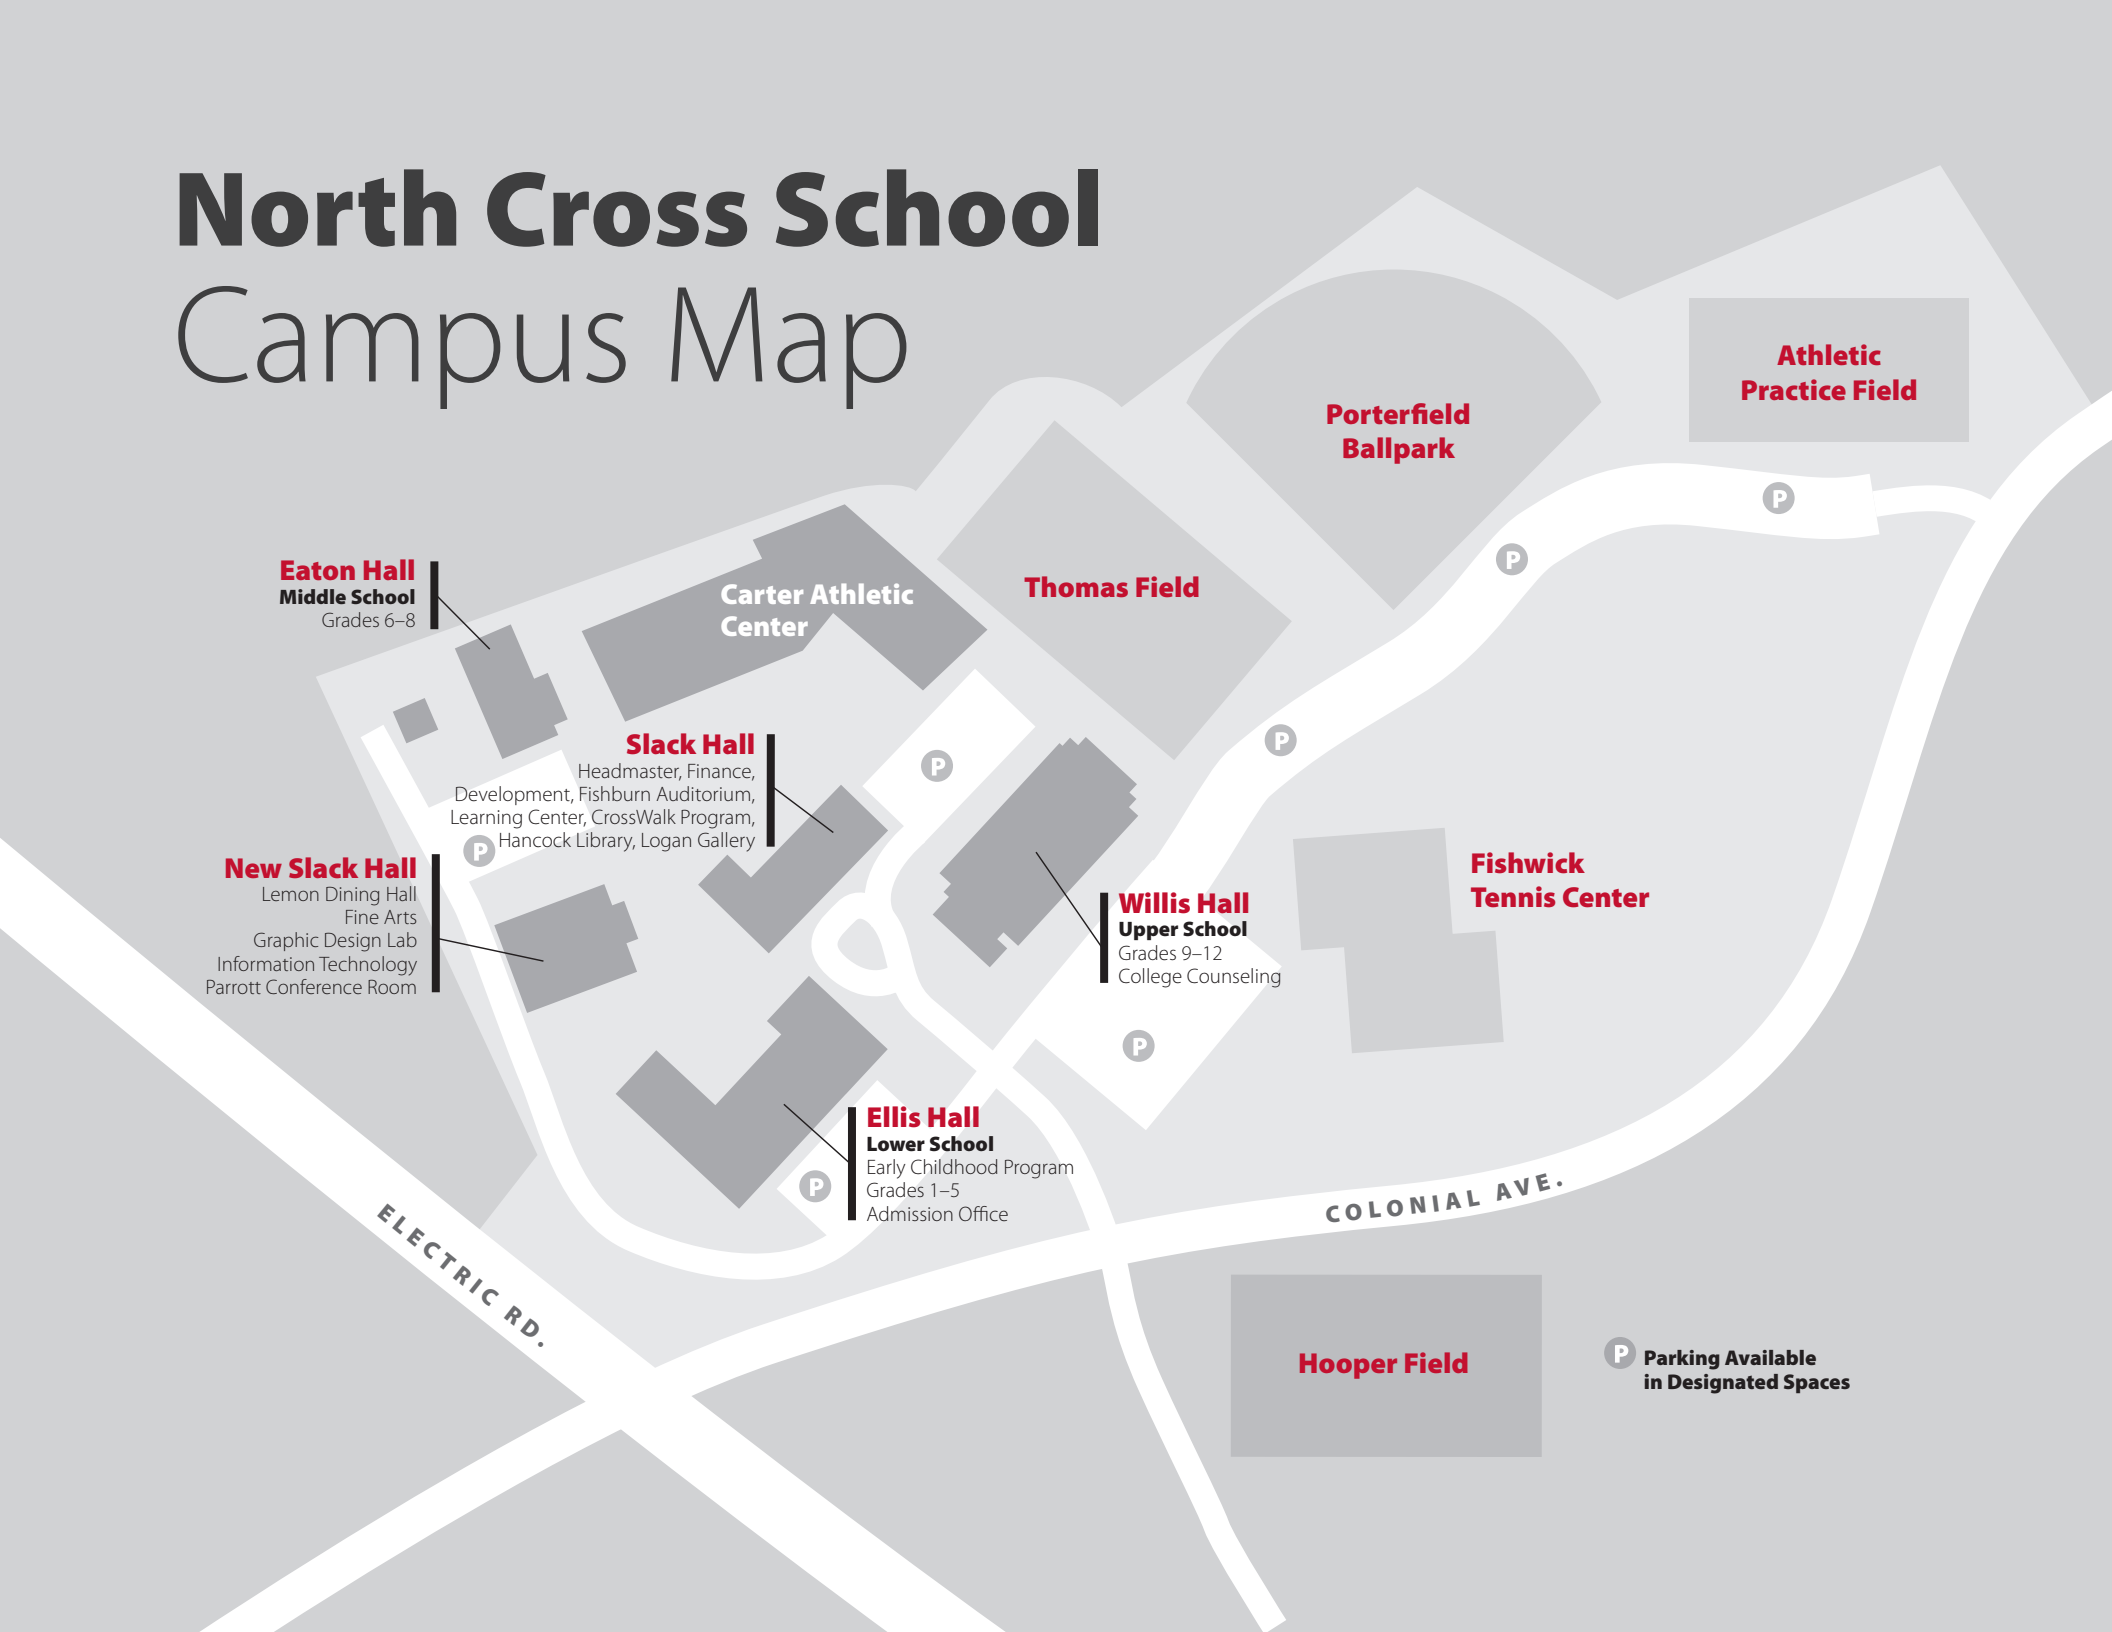 North Cross School
Campus Map
Athletic
Practice Field
Porterfield
Ballpark
P
P
Thomas Field
Eaton Hall
Middle School
Grades 6–8
Carter Athletic
Center
Slack Hall
Headmaster, Finance,
Development, Fishburn Auditorium,
Learning Center, CrossWalk Program,
Hancock Library, Logan Gallery
P
P
P
New Slack Hall
Lemon Dining Hall
Fine Arts
Graphic Design Lab
Information Technology
Parrott Conference Room
Willis Hall
Upper School
Grades 9–12
College Counseling
Fishwick
Tennis Center
P
Ellis Hall
Lower School
Early Childhood Program
Grades 1–5
Admission Office
P
ELECTRIC RD.
COLONIAL AVE.
Hooper Field
P
Parking Available
in Designated Spaces